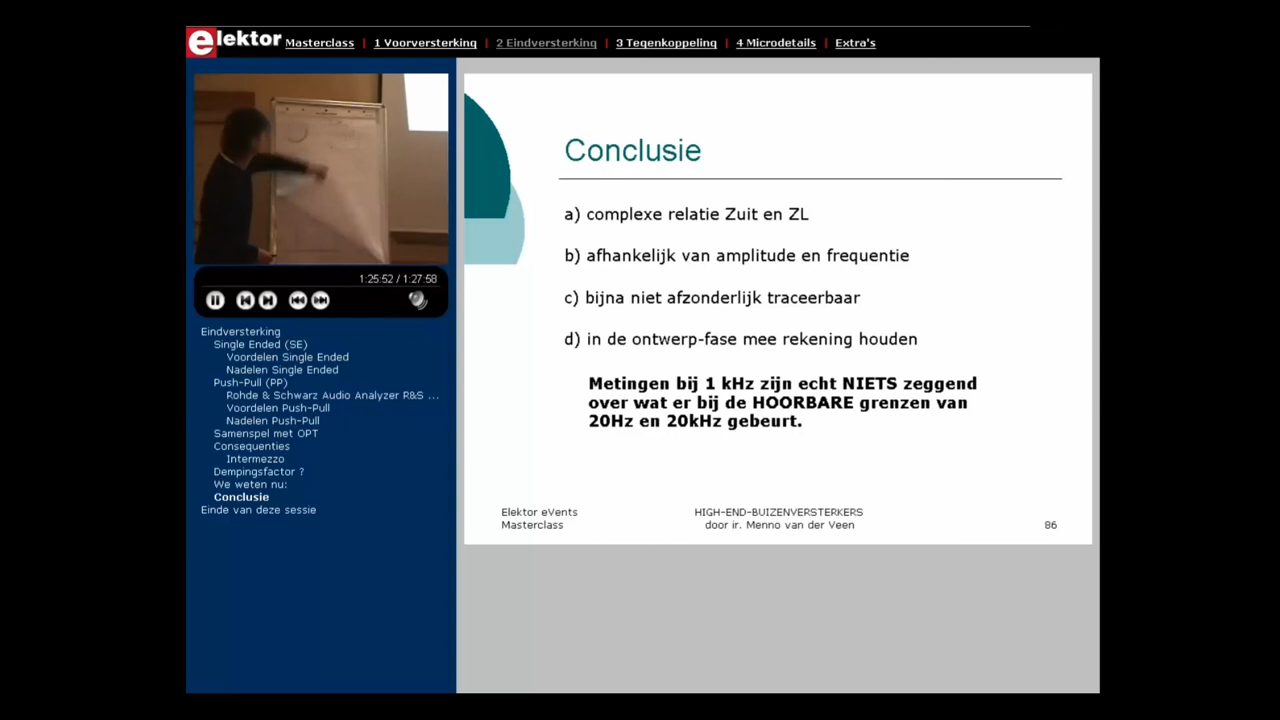 elektor Masterclass | 1 Voorversterking | 2 Eindversterking | 3 Tegenkoppeling | 4 Microdetails | Extra's
1:25:52 / 1:27:58
Eindversterking
Single Ended (SE)
Voordelen Single Ended
Nadelen Single Ended
Push-Pull (PP)
Rohde & Schwarz Audio Analyzer R&S ...
Voordelen Push-Pull
Nadelen Push-Pull
Samenspel met OPT
Consequenties
Intermezzo
Dempingsfactor ?
We weten nu:
Conclusie
Einde van deze sessie
Conclusie
a) complexe relatie Zuit en ZL
b) afhankelijk van amplitude en frequentie
c) bijna niet afzonderlijk traceerbaar
d) in de ontwerp-fase mee rekening houden
Metingen bij 1 kHz zijn echt NIETS zeggend
over wat er bij de HOORBARE grenzen van
20Hz en 20kHz gebeurt.
Elektor eVents
Masterclass
HIGH-END-BUIZENVERSTERKERS
door ir. Menno van der Veen
86